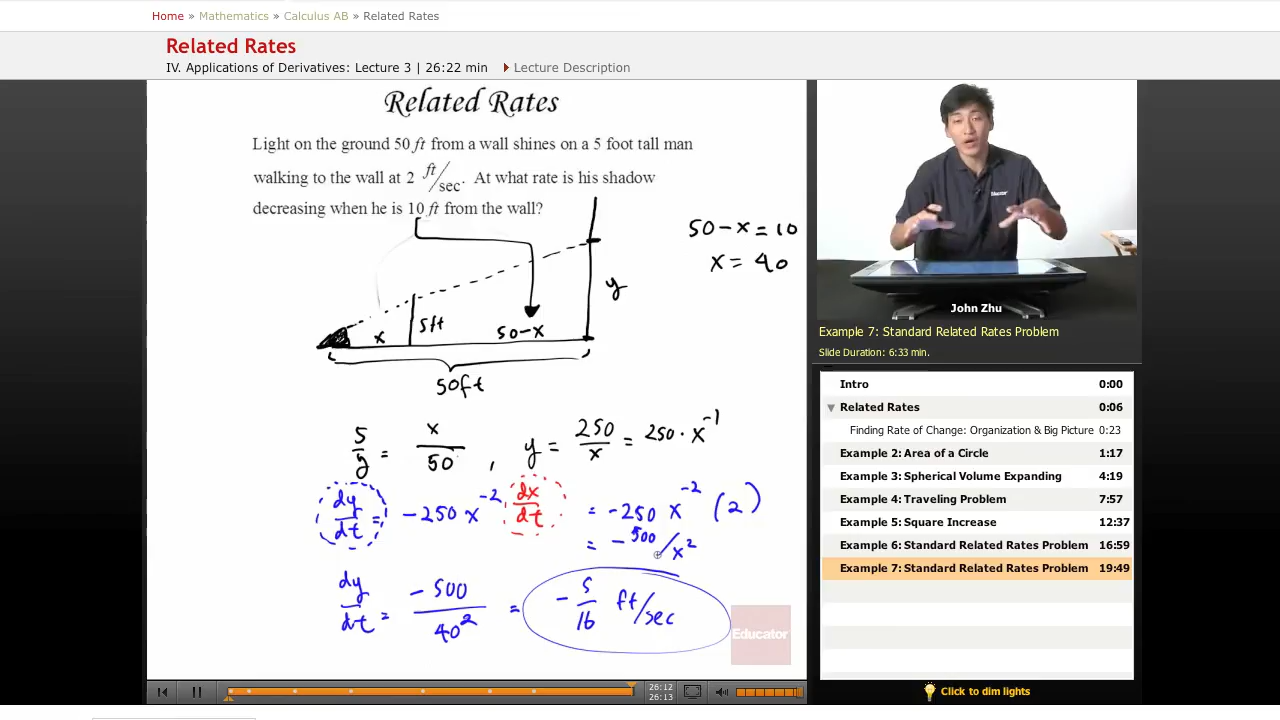 Home » Mathematics » Calculus AB » Related Rates
Related Rates
IV. Applications of Derivatives: Lecture 3 | 26:22 min
Lecture Description
Related Rates
Light on the ground 50 ft from a wall shines on a 5 foot tall man
walking to the wall at 2 ft/sec. At what rate is his shadow
decreasing when he is 10 ft from the wall?
50-x=10
x=40
y
x
5ft
50-x
50ft
5/y = x/50, y = 250/x = 250·x⁻¹
dy/dt = -250x⁻² dx/dt = -250x⁻²(2)
= -500/x²
dy/dt = -500/40² = -5/16 ft/sec
Educator
Educator
John Zhu
Example 7: Standard Related Rates Problem
Slide Duration: 6:33 min.
Intro 0:00
Related Rates 0:06
Finding Rate of Change: Organization & Big Picture 0:23
Example 2: Area of a Circle 1:17
Example 3: Spherical Volume Expanding 4:19
Example 4: Traveling Problem 7:57
Example 5: Square Increase 12:37
Example 6: Standard Related Rates Problem 16:59
Example 7: Standard Related Rates Problem 19:49
26:12
26:13
Click to dim lights